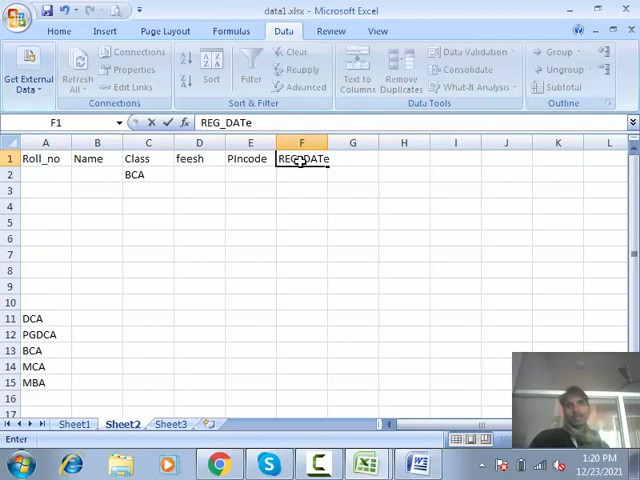 data1.xlsx - Microsoft Excel
Home Insert Page Layout Formulas Data Review View
Get External Data
Refresh All
Connections
Properties
Edit Links
Connections
Sort
Filter
Clear
Reapply
Advanced
Sort & Filter
Text to Columns
Remove Duplicates
Data Validation
Consolidate
What-If Analysis
Data Tools
Group
Ungroup
Subtotal
Outline
F1 fx REG_DATe
A B C D E F G H I J K L
1 Roll_no Name Class feesh PIncode REG_DATe
2 BCA
3
4
5
6
7
8
9
10
11 DCA
12 PGDCA
13 BCA
14 MCA
15 MBA
16
17
Sheet1 Sheet2 Sheet3
Enter
1:20 PM
12/23/2021